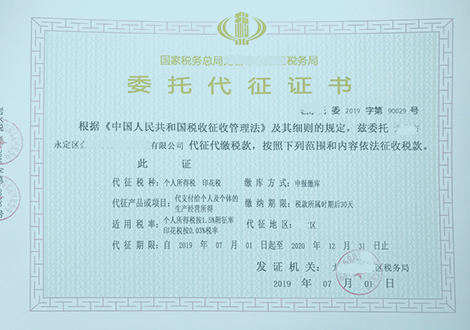 国家税务总局 税务局
委托代征证书
委 2019 字第 90029 号
根据《中国人民共和国税收征收管理法》及其细则的规定，兹委托
永定区 有限公司 代征代缴税款，按照下列范围和内容依法征收税款。
此 证
代征税种：个人所得税 印花税 缴库方式：申报缴库
代征产品或项目：代支付给个人及个体的生产经营所得 缴纳期限：税款所属时期后30天
适用税率：个人所得税按1.5%附征率 印花税按0.03%税率 代征地区： 区
代征期限：自 2019 年 07 月 01 日起至 2020 年 12 月 31 日止
发证机关： 区税务局
2019 年 07 月 01 日